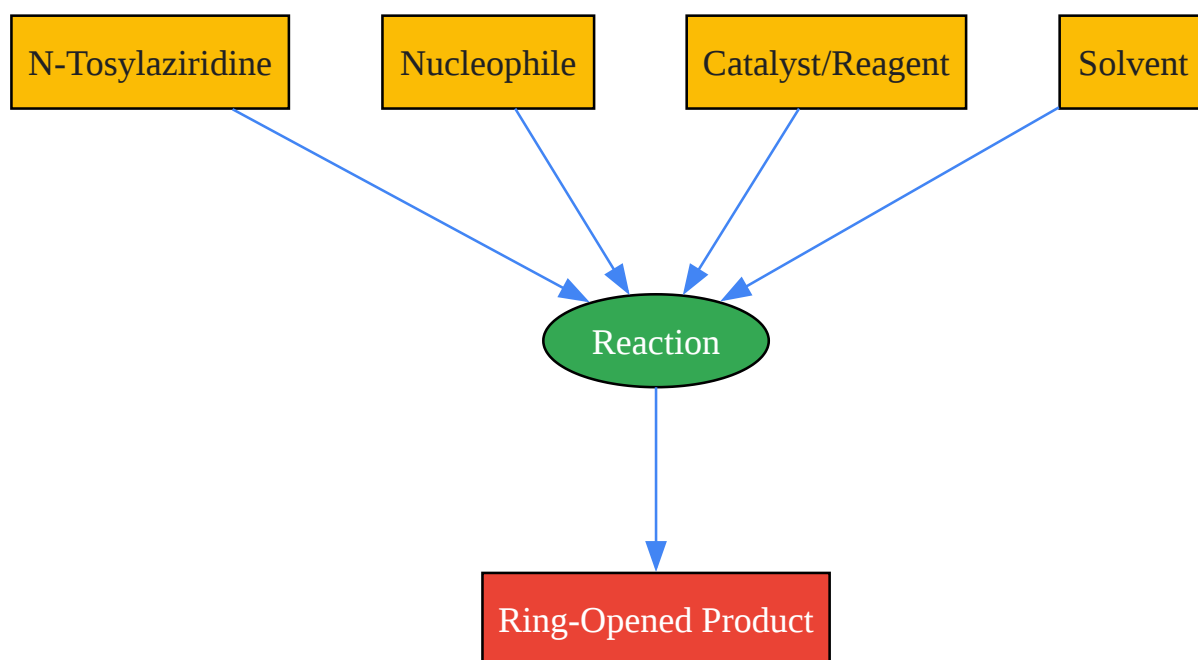 N-Tosylaziridine
Nucleophile
Catalyst/Reagent
Solvent
Reaction
Ring-Opened Product